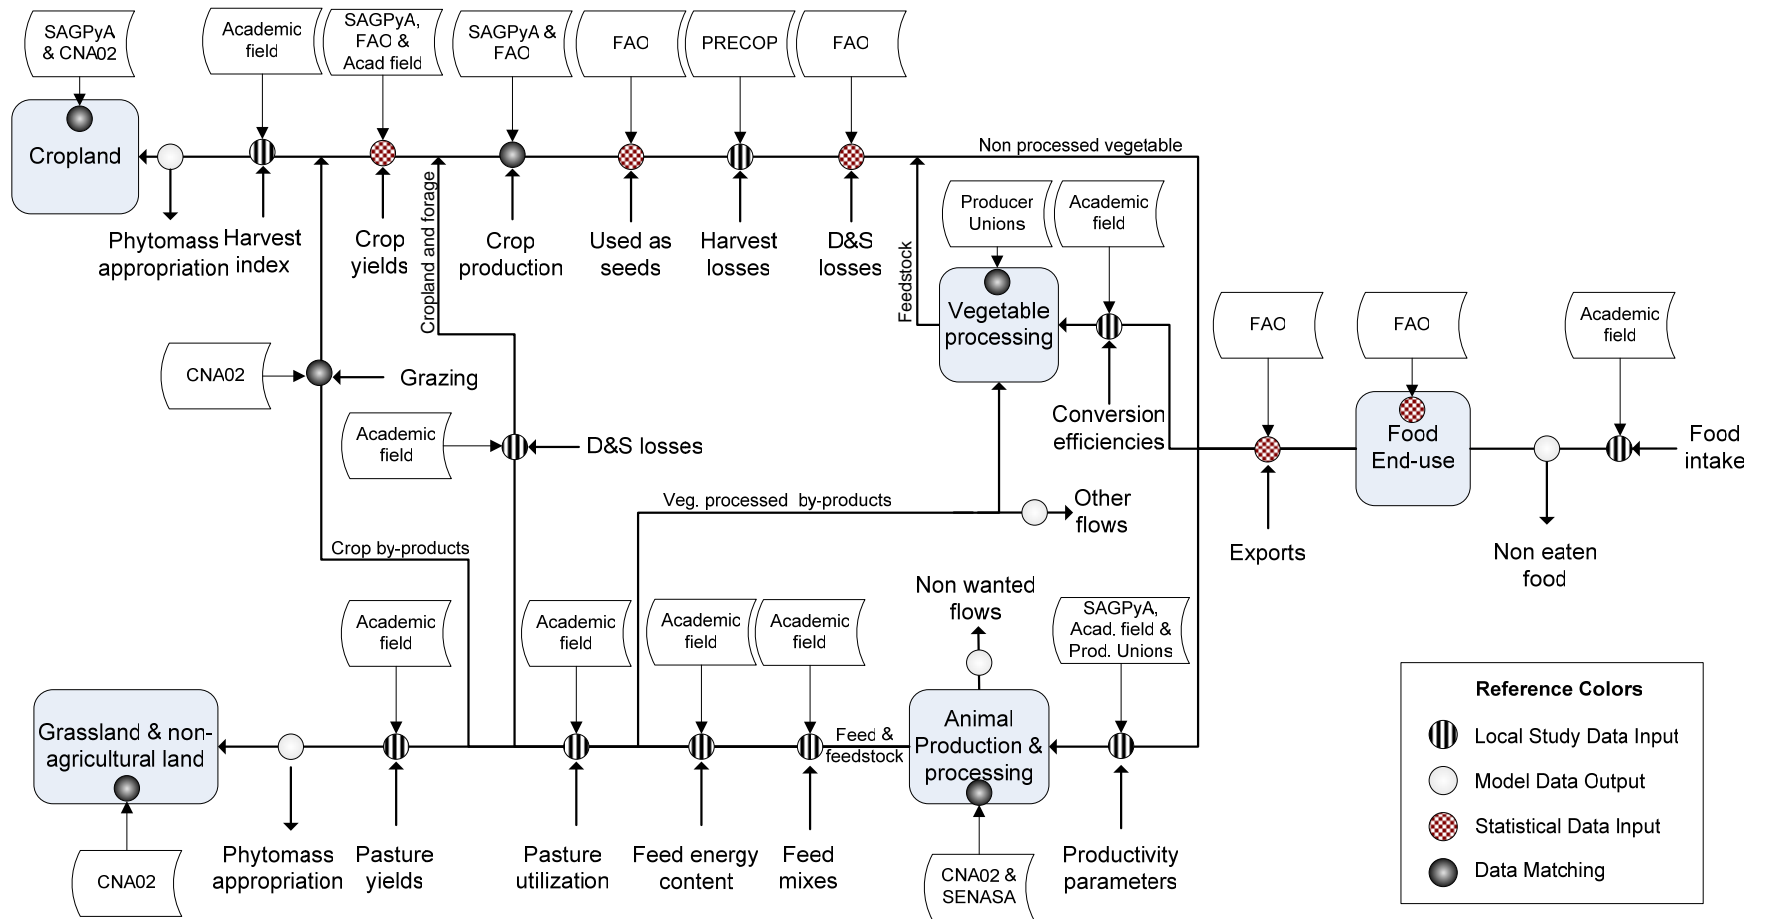 SAGPyA
& CNA02
Academic
field
SAGPyA,
FAO &
Acad field
SAGPyA &
FAO
FAO
PRECOP
FAO
Cropland
Non processed vegetable
Phytomass
appropriation
Harvest
index
Crop
yields
Cropland and forage
Crop
production
Used as
seeds
Harvest
losses
D&S
losses
Feedstock
Producer
Unions
Academic
field
Vegetable
processing
Conversion
efficiencies
FAO
FAO
Academic
field
CNA02
Grazing
Academic
field
D&S losses
Food
End-use
Food
intake
Veg. processed by-products
Other
flows
Exports
Non eaten
food
Crop by-products
Non wanted
flows
Academic
field
Academic
field
Academic
field
Academic
field
SAGPyA,
Acad. field &
Prod. Unions
Grassland & non-
agricultural land
Feed &
feedstock
Animal
Production &
processing
CNA02
Phytomass
appropriation
Pasture
yields
Pasture
utilization
Feed energy
content
Feed
mixes
CNA02 &
SENASA
Productivity
parameters
Reference Colors
Local Study Data Input
Model Data Output
Statistical Data Input
Data Matching